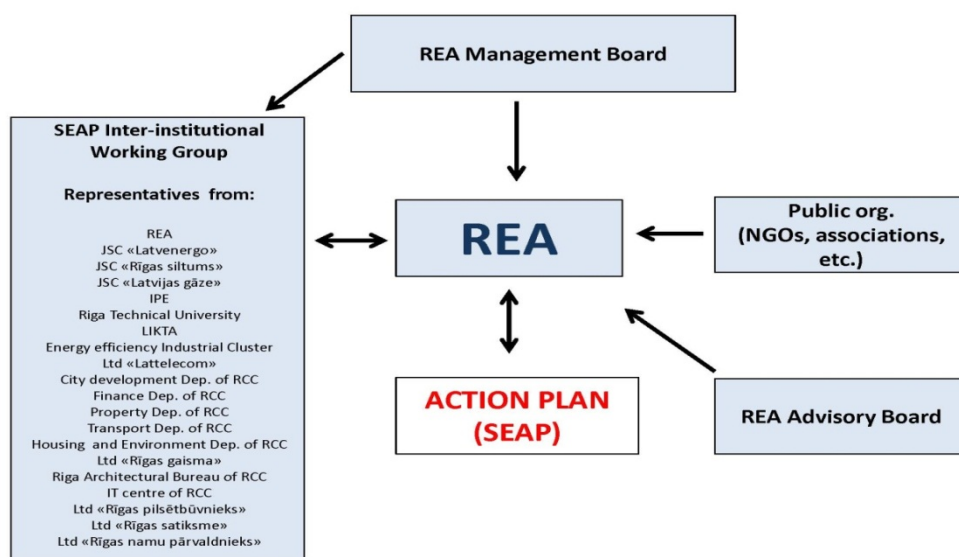 REA Management Board
SEAP Inter-institutional
Working Group
Representatives from:
REA
JSC «Latvenergo»
JSC «Rīgas siltums»
JSC «Latvijas gāze»
IPE
Riga Technical University
LIKTA
Energy efficiency Industrial Cluster
Ltd «Lattelecom»
City development Dep. of RCC
Finance Dep. of RCC
Property Dep. of RCC
Transport Dep. of RCC
Housing and Environment Dep. of RCC
Ltd «Rīgas gaisma»
Riga Architectural Bureau of RCC
IT centre of RCC
Ltd «Rīgas pilsētbūvnieks»
Ltd «Rīgas satiksme»
Ltd «Rīgas namu pārvaldnieks»
REA
Public org.
(NGOs, associations,
etc.)
ACTION PLAN
(SEAP)
REA Advisory Board